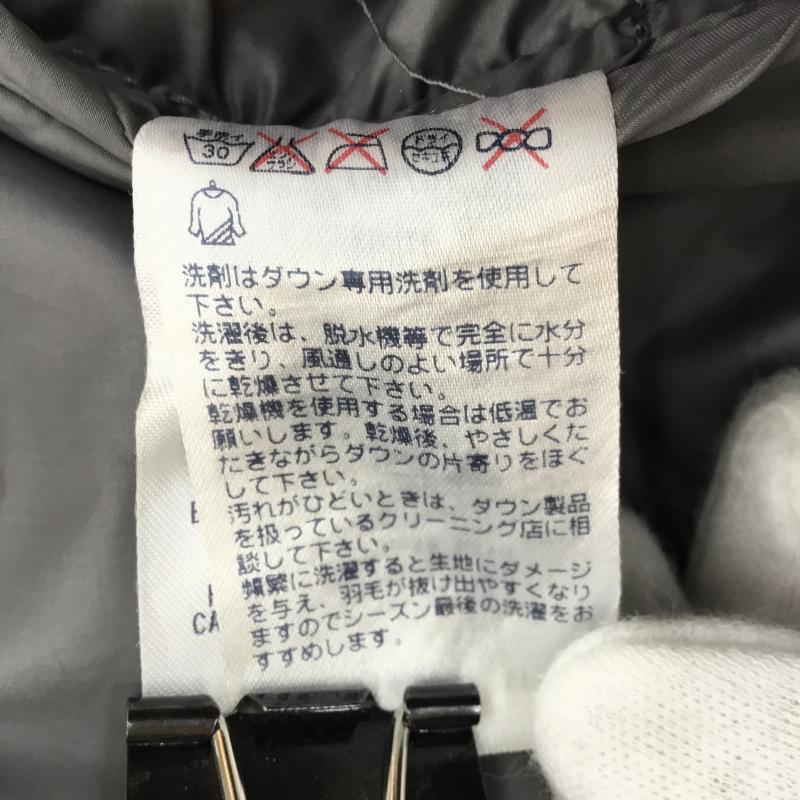 手洗イ
30
エンソ
サラシ
ドライ
セキユ系
洗剤はダウン専用洗剤を使用して
下さい。
洗濯後は、脱水機等で完全に水分
をきり、風通しのよい場所で十分
に乾燥させて下さい。
乾燥機を使用する場合は低温でお
願いします。乾燥後、やさしくた
たきながらダウンの片寄りをほぐ
して下さい。
汚れがひどいときは、ダウン製品
を扱っているクリーニング店に相
談して下さい。
頻繁に洗濯すると生地にダメージ
を与え、羽毛が抜け出やすくなり
ますのでシーズン最後の洗濯をお
すすめします。
CA